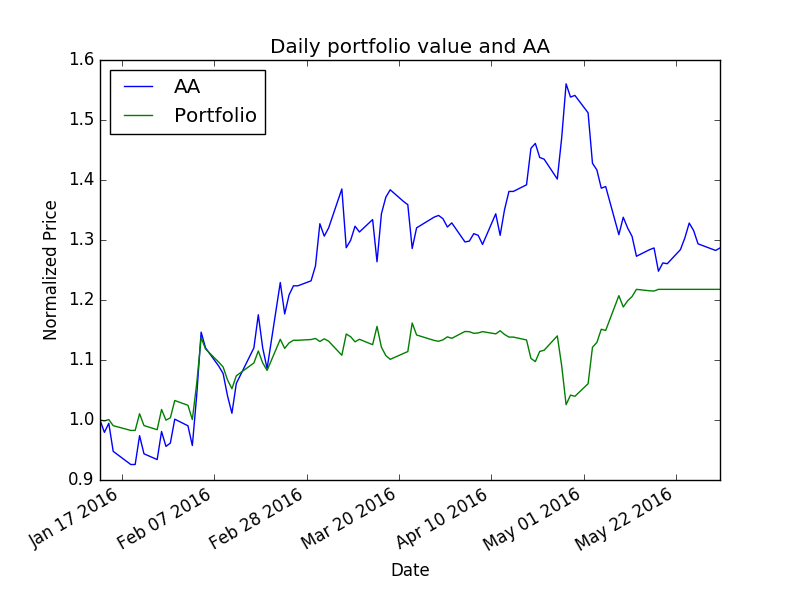 Daily portfolio value and AA
AA
Portfolio
1.6
1.5
1.4
1.3
1.2
1.1
1.0
0.9
Normalized Price
Jan 17 2016
Feb 07 2016
Feb 28 2016
Mar 20 2016
Apr 10 2016
May 01 2016
May 22 2016
Date